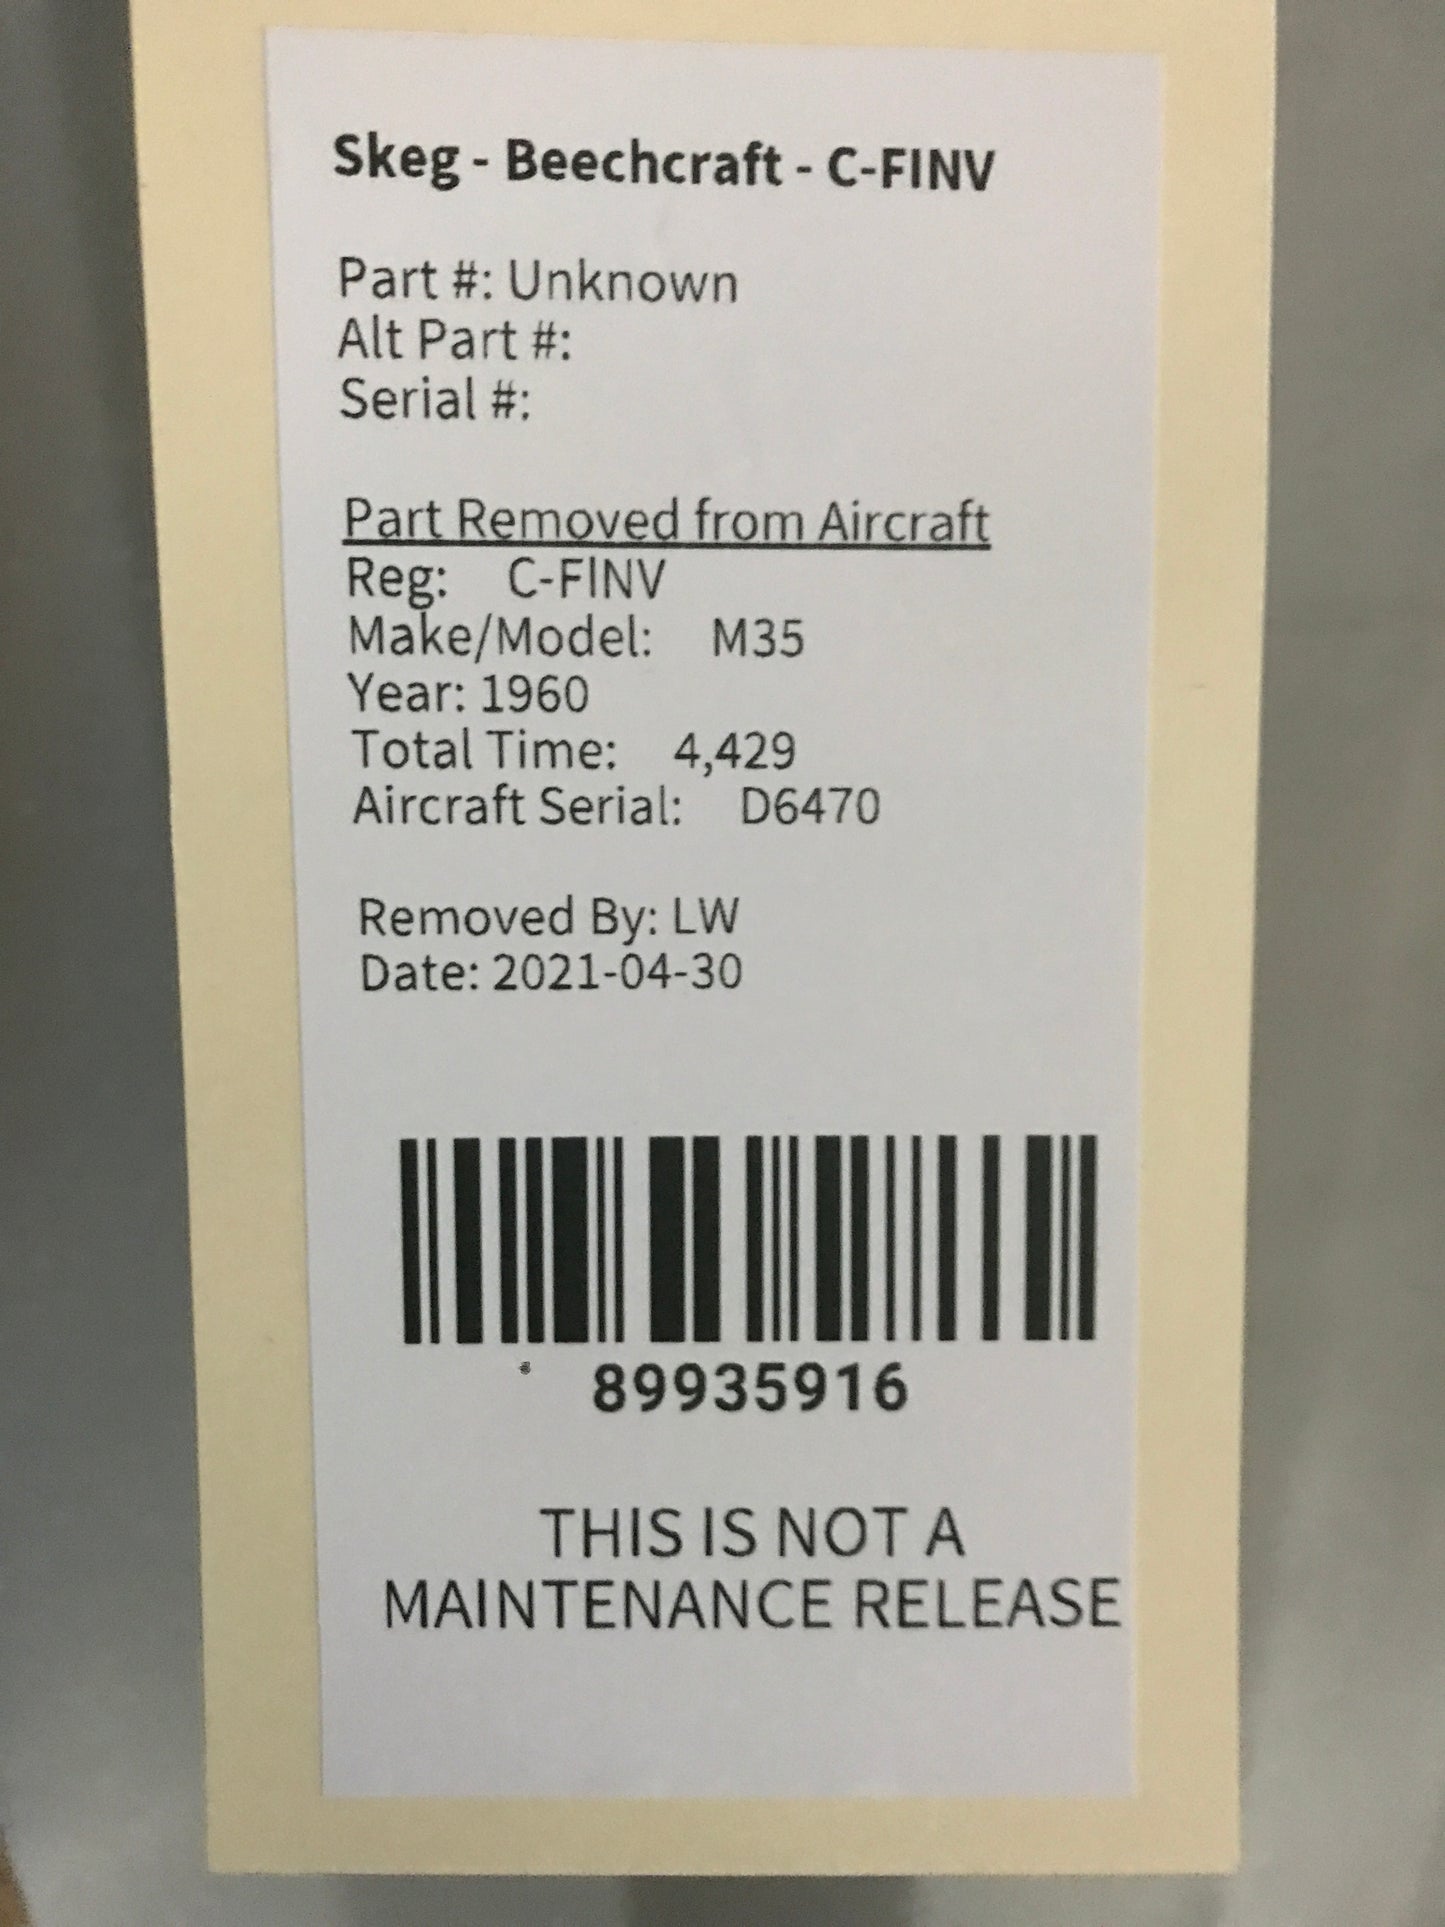 Skeg - Beechcraft - C-FINV
Part #: Unknown
Alt Part #:
Serial #:
Part Removed from Aircraft
Reg: C-FINV
Make/Model: M35
Year: 1960
Total Time: 4,429
Aircraft Serial: D6470
Removed By: LW
Date: 2021-04-30
89935916
THIS IS NOT A
MAINTENANCE RELEASE